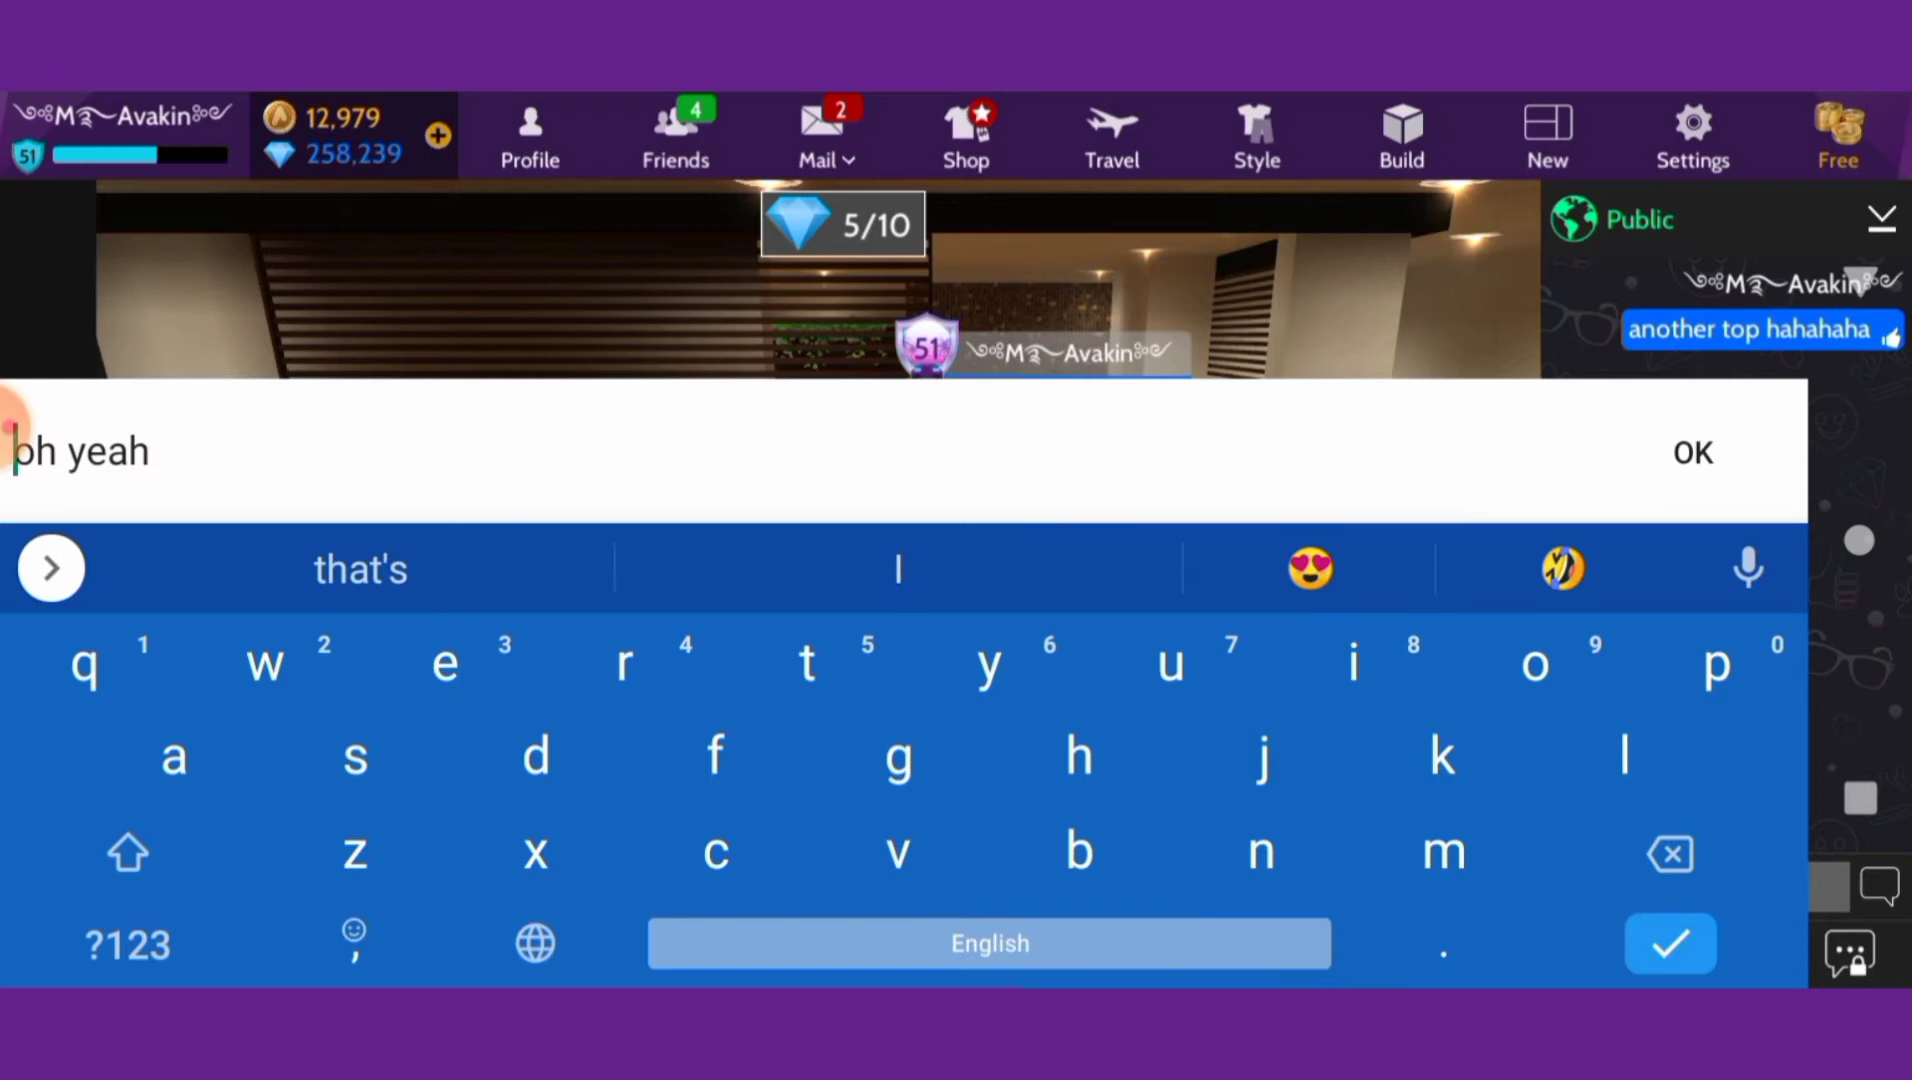 ༄༗M࿐Avakin༗࿐
51
12,979
258,239
Profile
4
Friends
2
Mail
Shop
Travel
Style
Build
New
Settings
Free
5/10
Public
51
M Avakin
M Avakin
another top hahahaha
oh yeah
OK
that's
I
q 1 w 2 e 3 r 4 t 5 y 6 u 7 i 8 o 9 p 0
a s d f g h j k l
z x c v b n m
?123 , English .